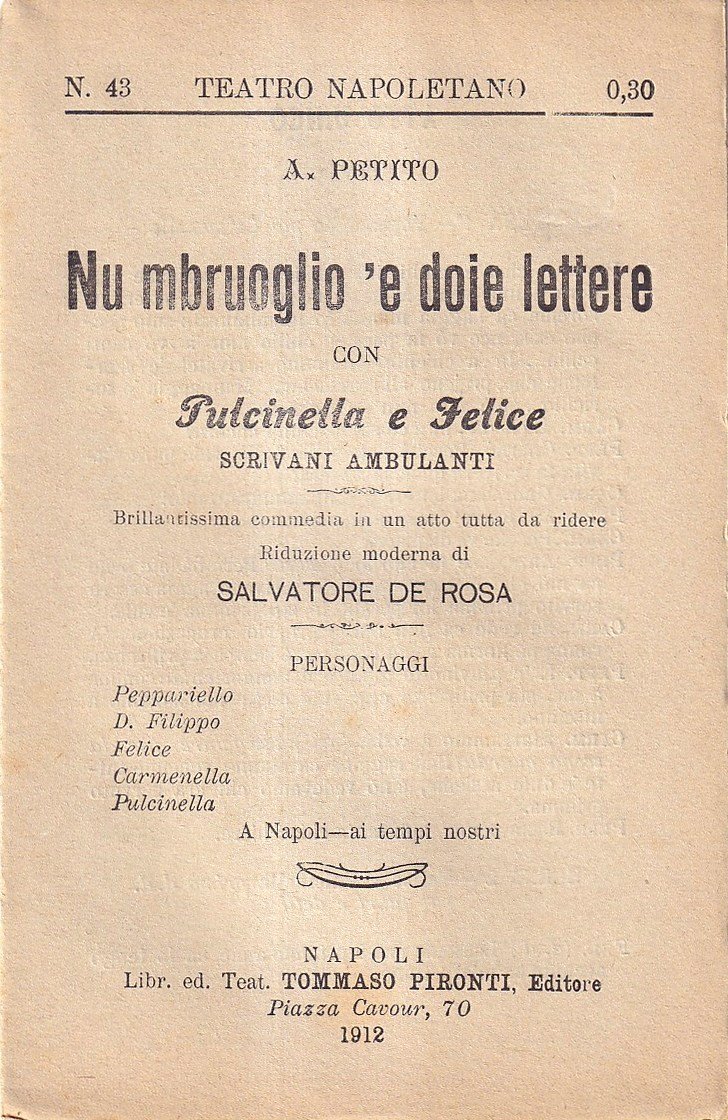 N. 43 TEATRO NAPOLETANO 0,30
A. PETITO
Nu mbruoglio 'e doie lettere
CON
Pulcinella e Felice
SCRIVANI AMBULANTI
Brillantissima commedia in un atto tutta da ridere
Riduzione moderna di
SALVATORE DE ROSA
PERSONAGGI
Peppariello
D. Filippo
Felice
Carmenella
Pulcinella
A Napoli—ai tempi nostri
NAPOLI
Libr. ed. Teat. TOMMASO PIRONTI, Editore
Piazza Cavour, 70
1912